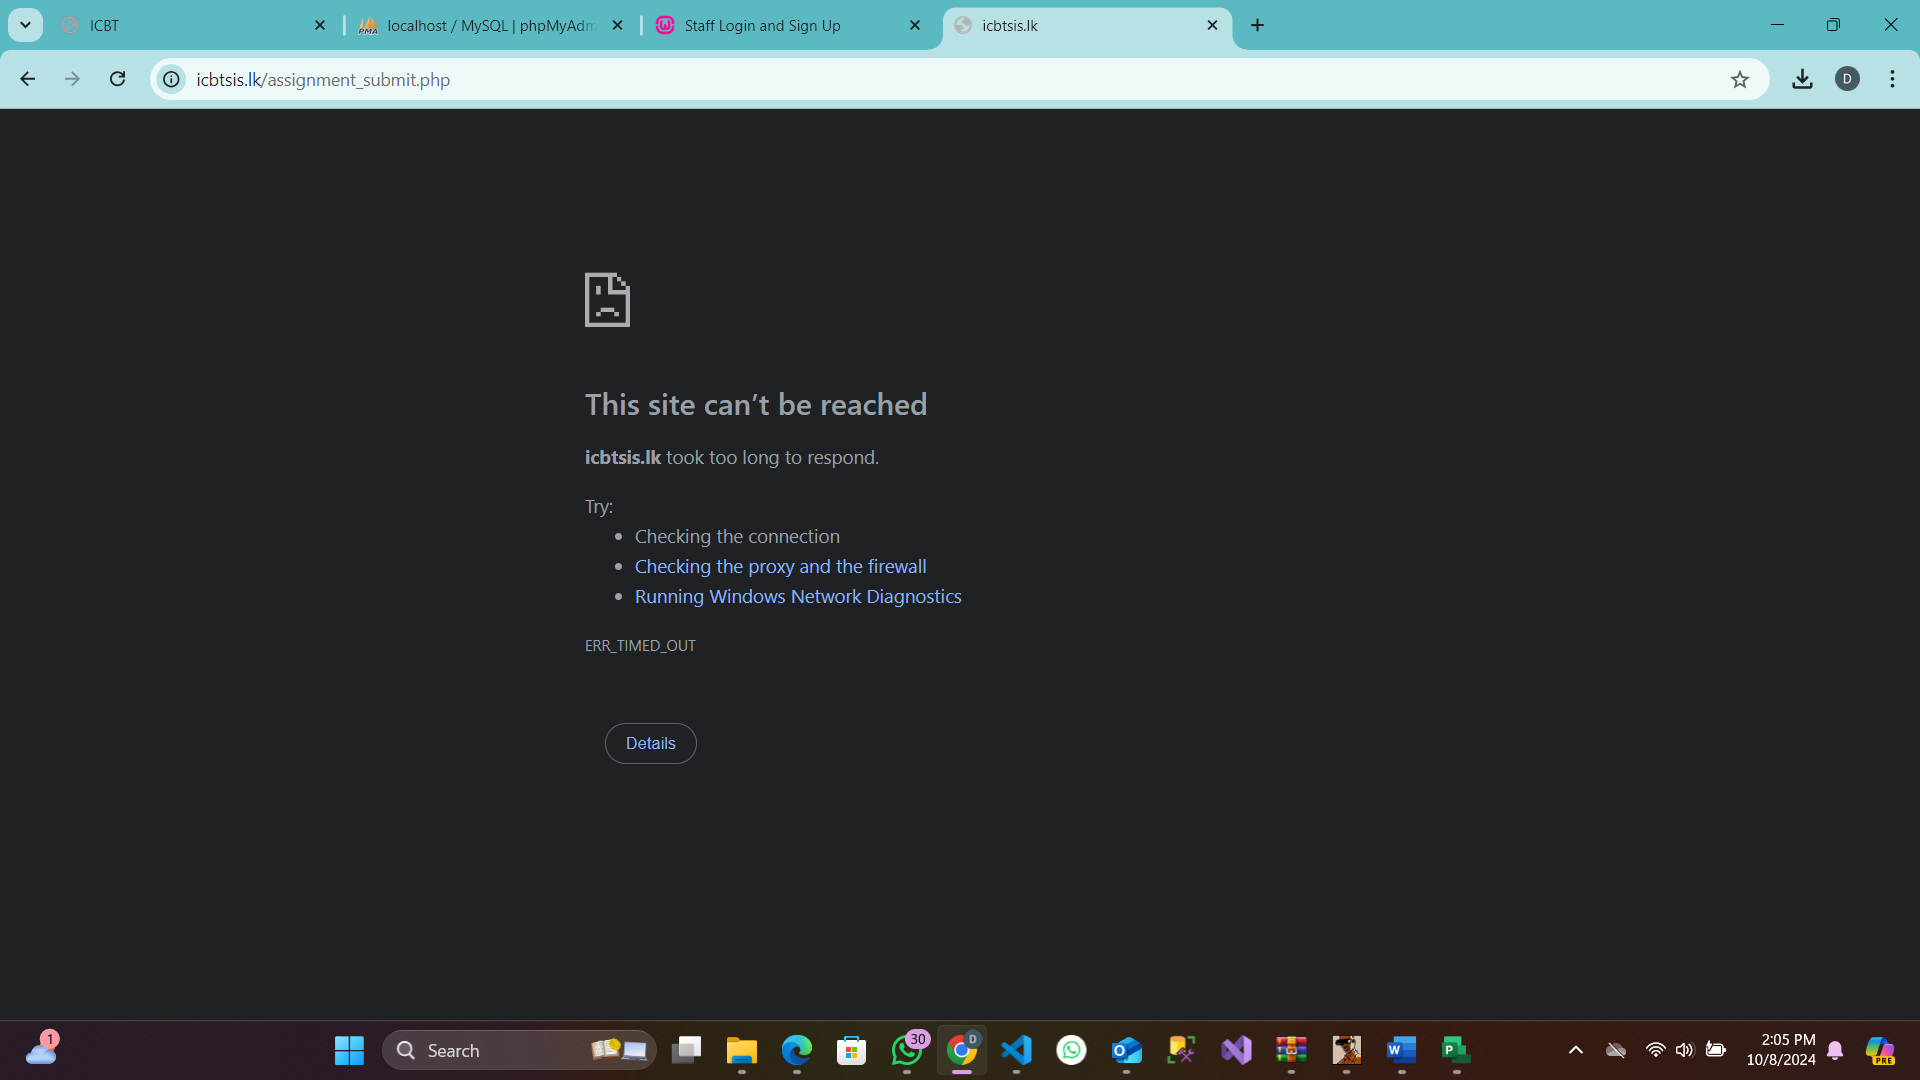 ICBT
localhost / MySQL | phpMyAdm
Staff Login and Sign Up
icbtsis.lk
icbtsis.lk/assignment_submit.php
D
This site can’t be reached
icbtsis.lk took too long to respond.
Try:
Checking the connection
Checking the proxy and the firewall
Running Windows Network Diagnostics
ERR_TIMED_OUT
Details
1
Search
30
D
2:05 PM
10/8/2024
PRE